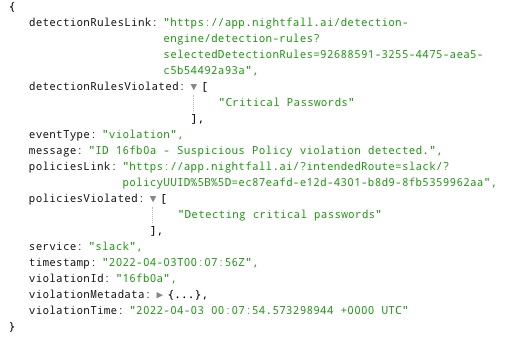 {
detectionRulesLink: "https://app.nightfall.ai/detection-
engine/detection-rules?
selectedDetectionRules=92688591-3255-4475-aea5-
c5b54492a93a",
detectionRulesViolated: ▼ [
"Critical Passwords"
],
eventType: "violation",
message: "ID 16fb0a - Suspicious Policy violation detected.",
policiesLink: "https://app.nightfall.ai/?intendedRoute=slack/?
policyUUID%5B%5D=ec87eafd-e12d-4301-b8d9-8fb5359962aa",
policiesViolated: ▼ [
"Detecting critical passwords"
],
service: "slack",
timestamp: "2022-04-03T00:07:56Z",
violationId: "16fb0a",
violationMetadata: ▶ {...},
violationTime: "2022-04-03 00:07:54.573298944 +0000 UTC"
}